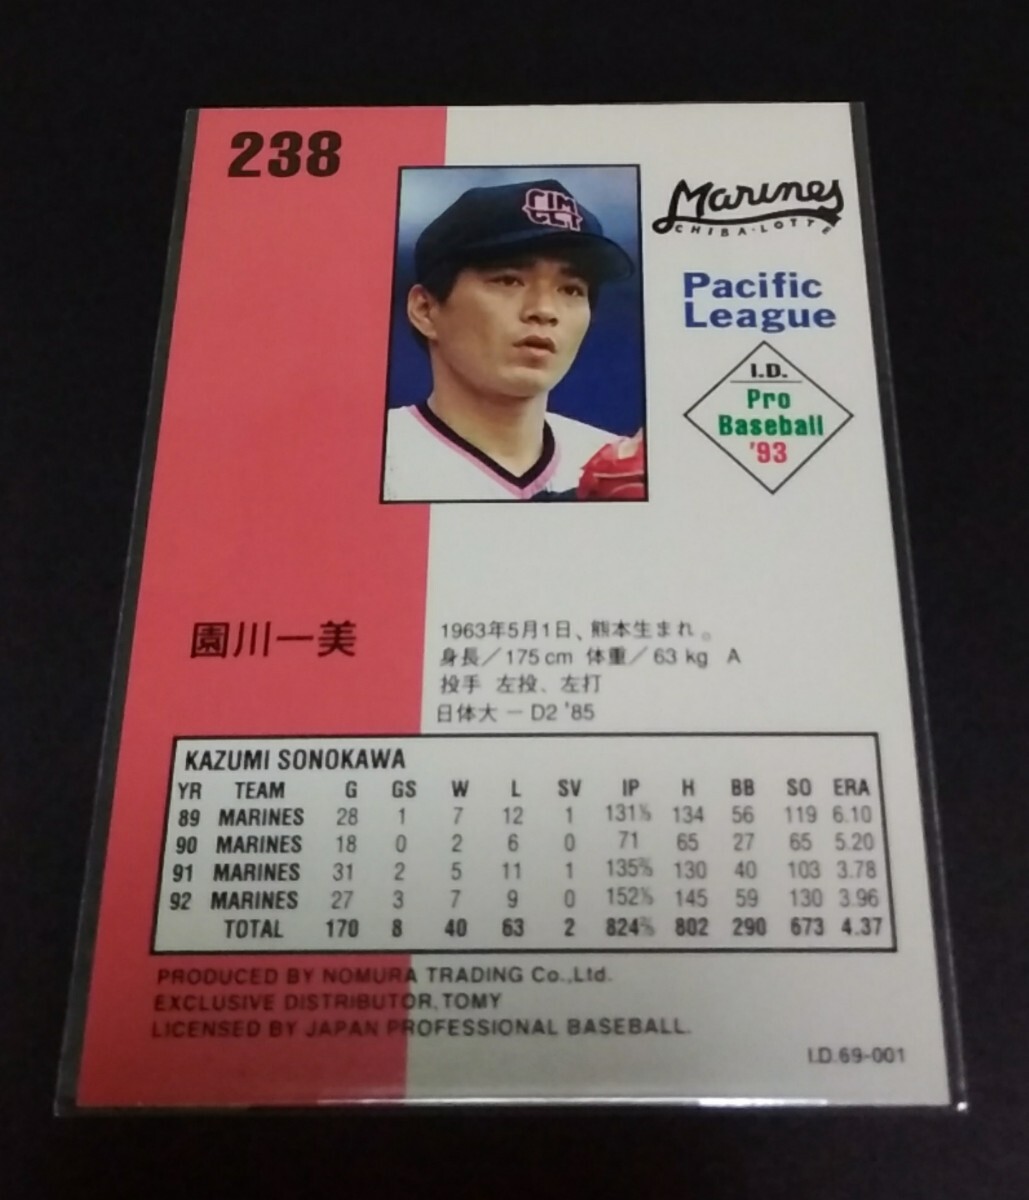 238
Marines
CHIBA·LOTTE
Pacific
League
I.D.
Pro
Baseball
'93
園川一美
1963年5月1日、熊本生まれ。
身長／175cm 体重／63kg A
投手 左投、左打
日体大 － D2 '85
KAZUMI SONOKAWA
YR TEAM G GS W L SV IP H BB SO ERA
89 MARINES 28 1 7 12 1 131⅓ 134 56 119 6.10
90 MARINES 18 0 2 6 0 71 65 27 65 5.20
91 MARINES 31 2 5 11 1 135⅔ 130 40 103 3.78
92 MARINES 27 3 7 9 0 152⅓ 145 59 130 3.96
TOTAL 170 8 40 63 2 824⅔ 802 290 673 4.37
PRODUCED BY NOMURA TRADING Co.,Ltd.
EXCLUSIVE DISTRIBUTOR, TOMY
LICENSED BY JAPAN PROFESSIONAL BASEBALL.
I.D.69-001